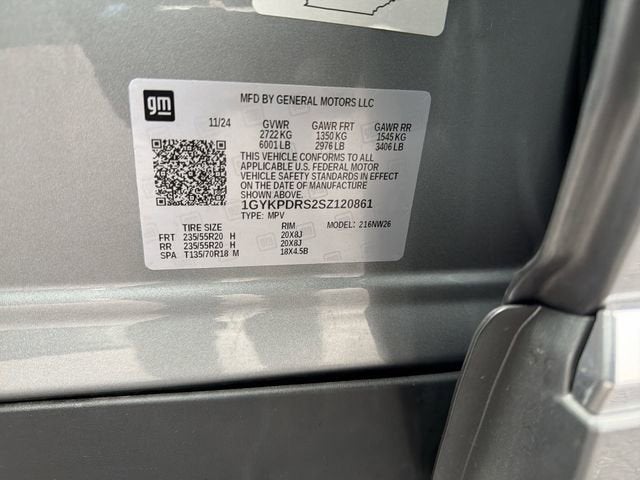 gm
MFD BY GENERAL MOTORS LLC
11/24 GVWR GAWR FRT GAWR RR
2722 KG 1350 KG 1545 KG
6001 LB 2976 LB 3406 LB
THIS VEHICLE CONFORMS TO ALL
APPLICABLE U.S. FEDERAL MOTOR
VEHICLE SAFETY STANDARDS IN EFFECT
ON THE DATE OF MANUFACTURE
SHOWN ABOVE.
1GYKPDRS2SZ120861
TYPE: MPV MODEL: 216NW26
TIRE SIZE RIM
FRT 235/55R20 H 20X8J
RR 235/55R20 H 20X8J
SPA T135/70R18 M 18X4.5B